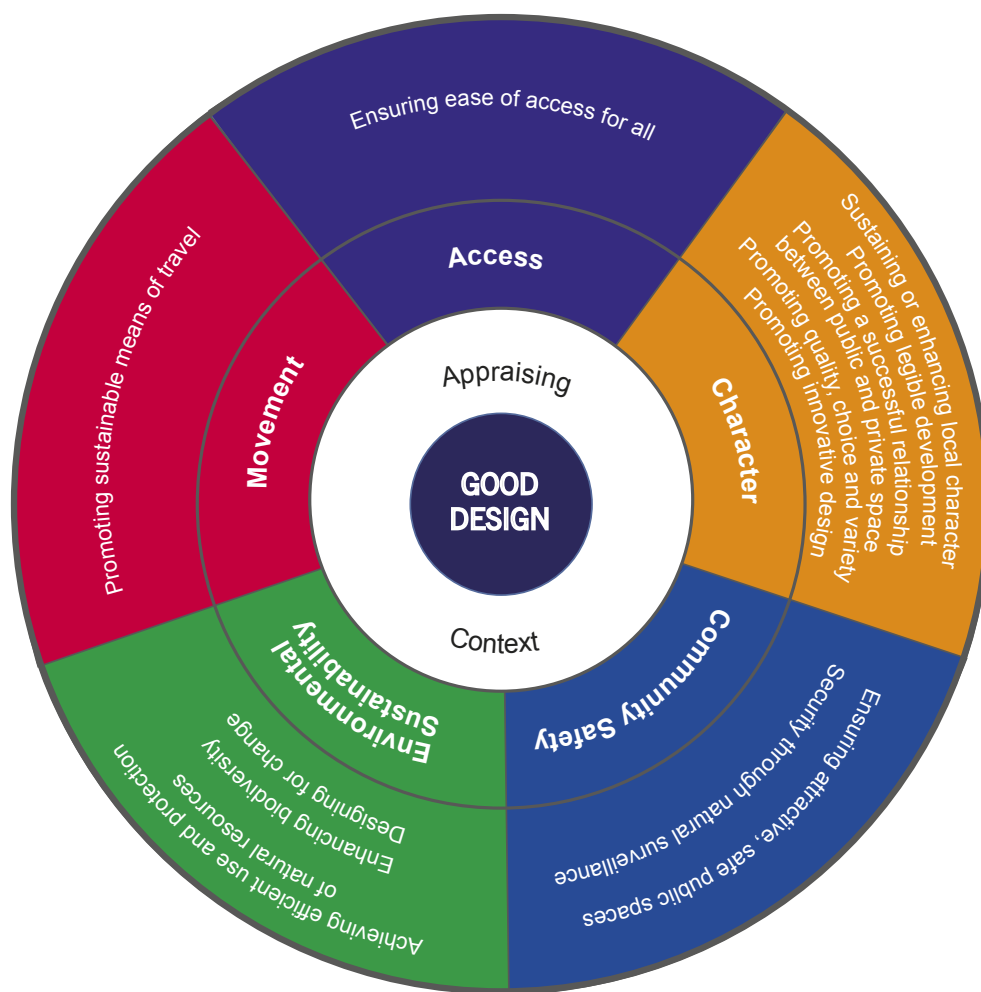 Ensuring ease of access for all
Access
Sustaining or enhancing local character
Promoting legible development
Promoting a successful relationship
between public and private space
Promoting quality, choice and variety
Promoting innovative design
Character
Ensuring attractive, safe public spaces
Security through natural surveillance
Community Safety
Environmental
Sustainability
Achieving efficient use and protection
of natural resources
Enhancing biodiversity
Designing for change
Movement
Promoting sustainable means of travel
Appraising
Context
GOOD
DESIGN